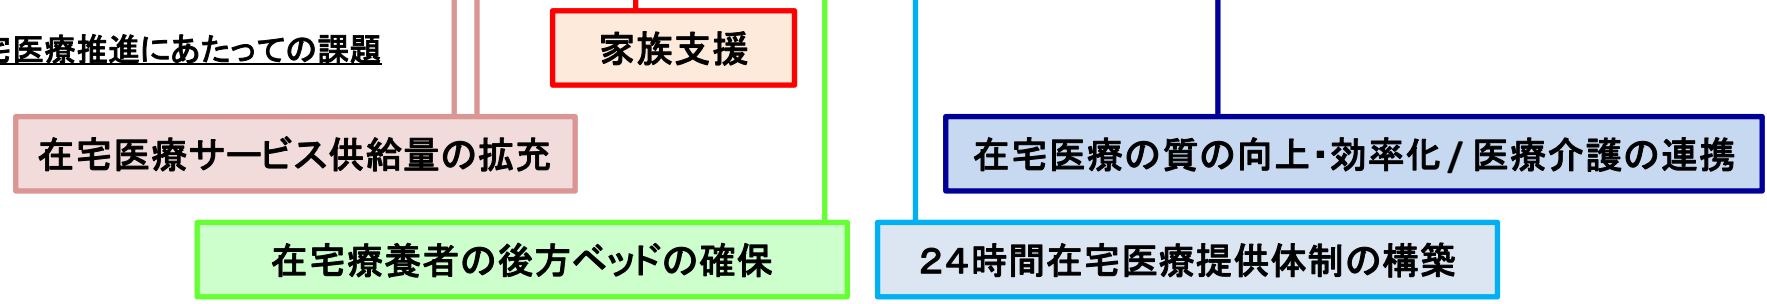 宅医療推進にあたっての課題
家族支援
在宅医療サービス供給量の拡充
在宅医療の質の向上・効率化/医療介護の連携
在宅療養者の後方ベッドの確保
24時間在宅医療提供体制の構築